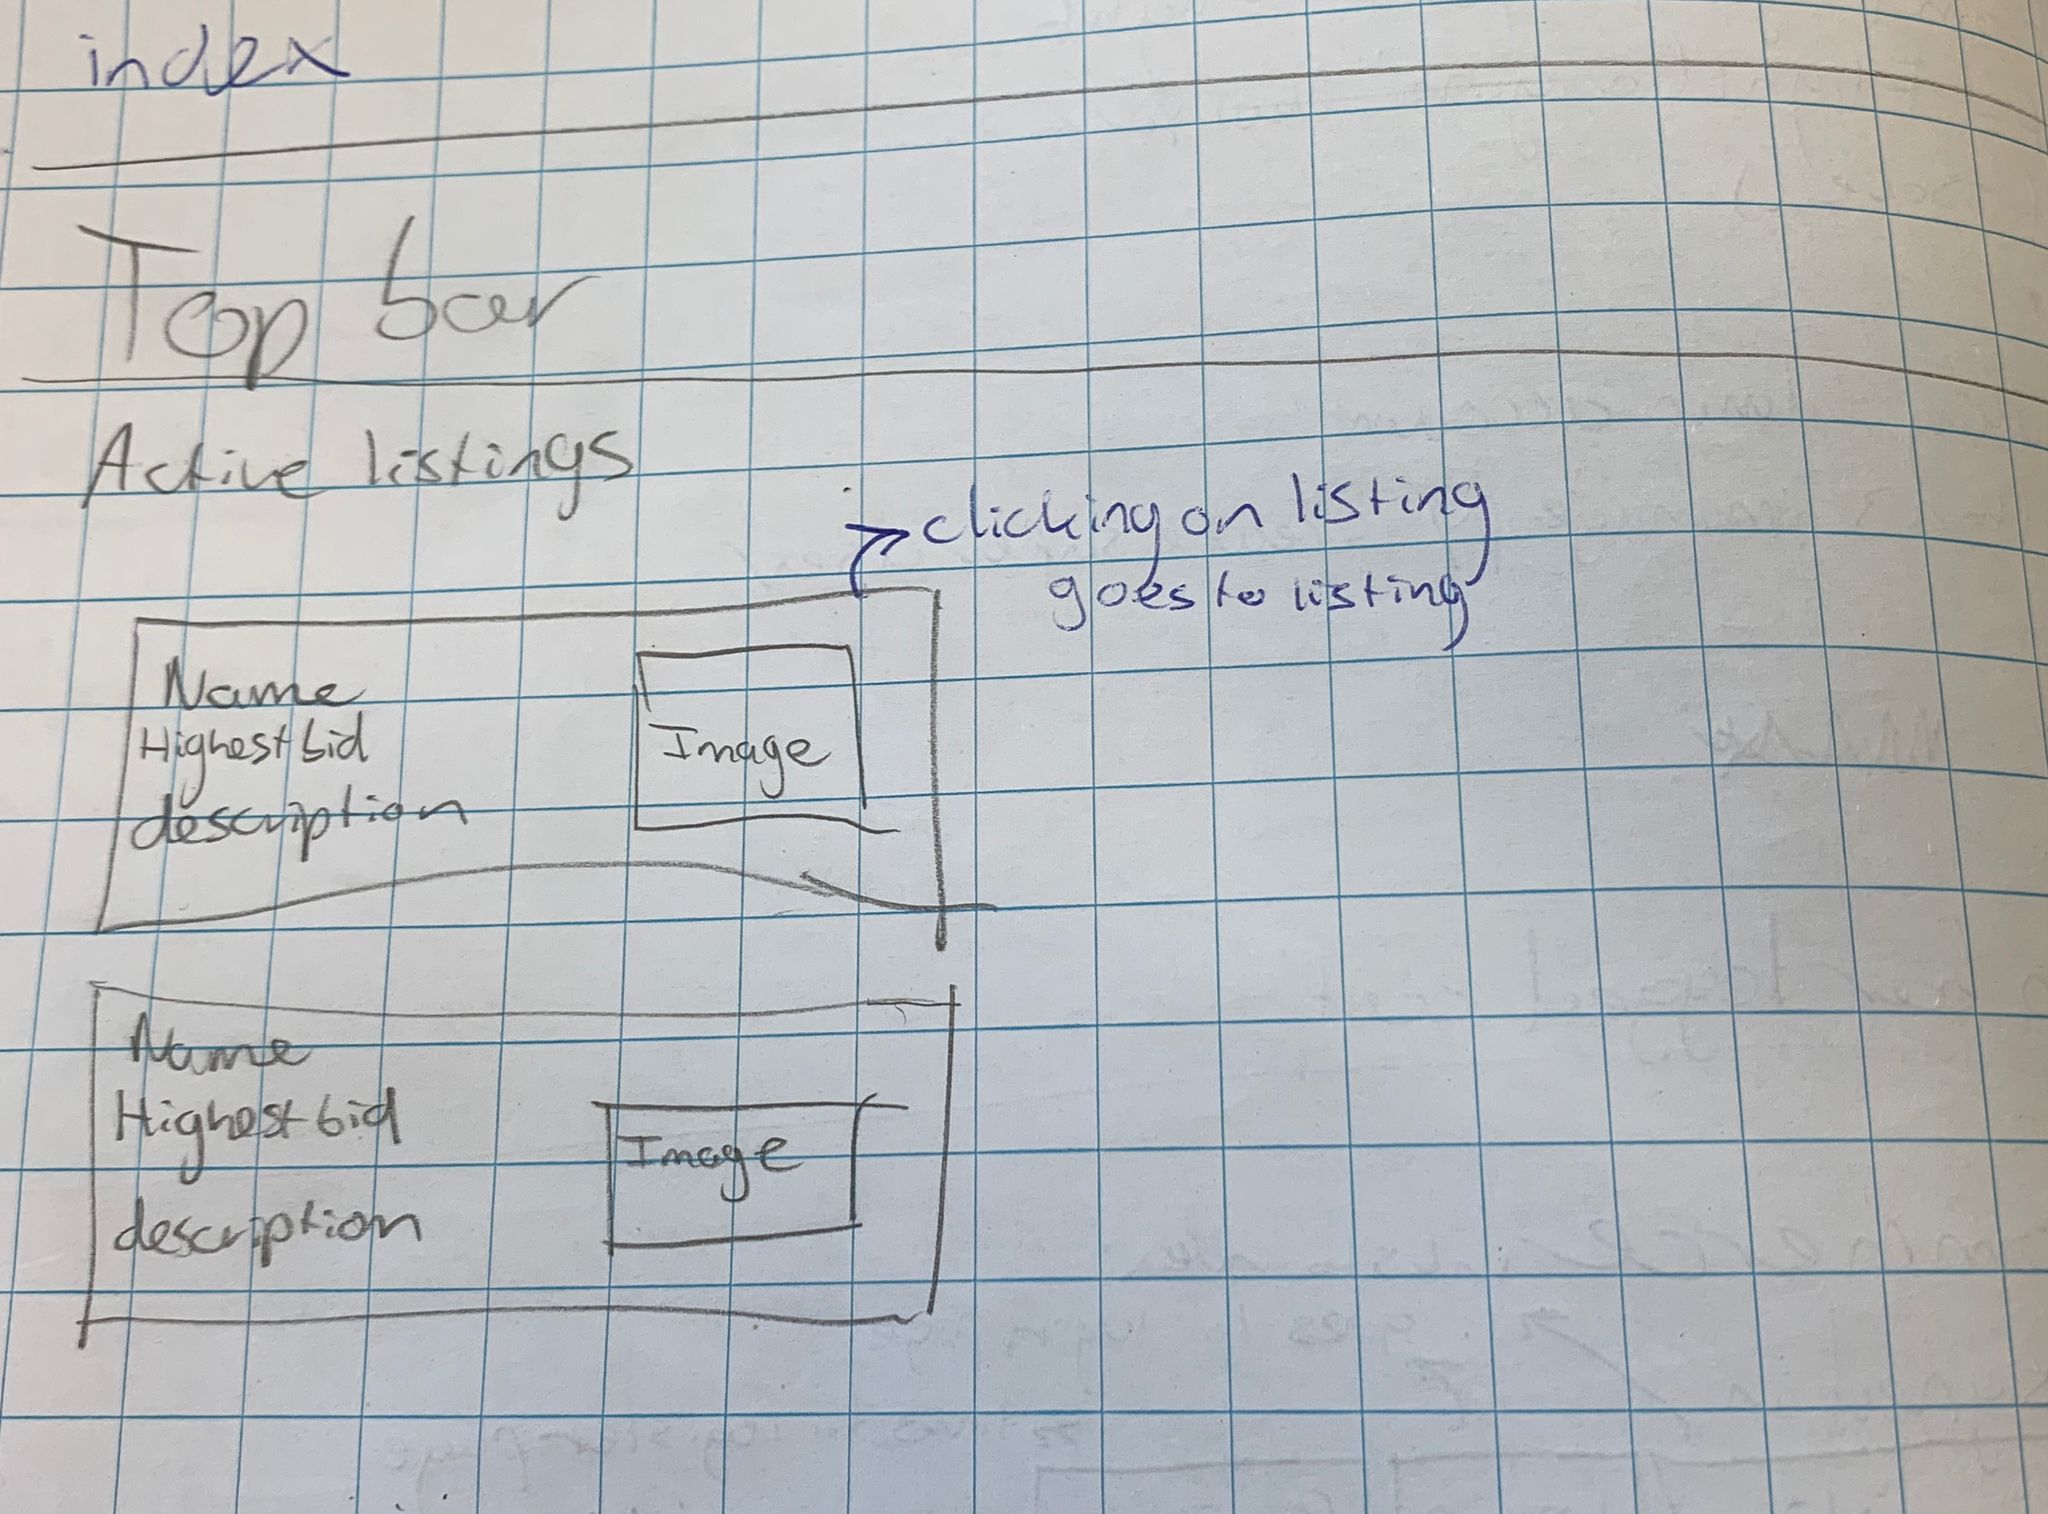 index
Top bar
Active listings
clicking on listing
goes to listing
Name
Highest bid
description
Image
Name
Highest bid
description
Image